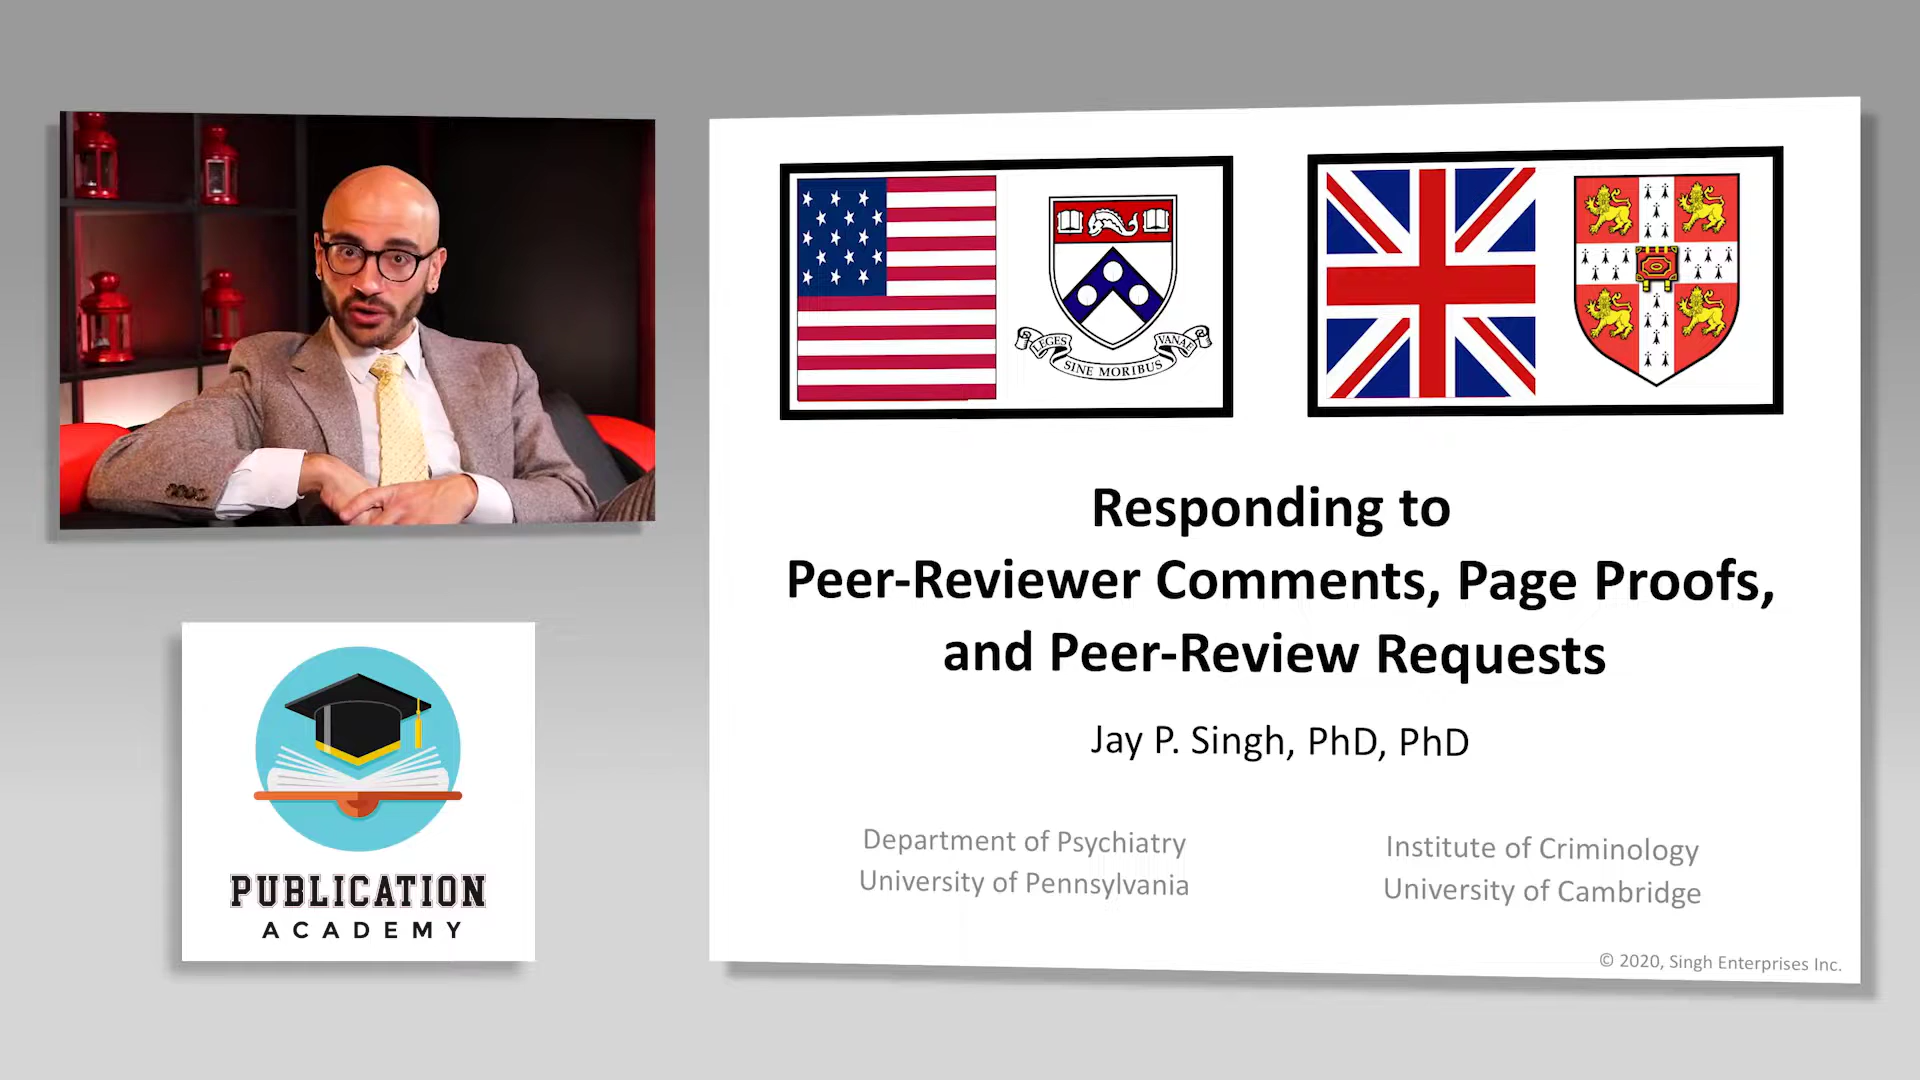 LEGES
VANAE
SINE MORIBUS
Responding to
Peer-Reviewer Comments, Page Proofs,
and Peer-Review Requests
Jay P. Singh, PhD, PhD
Department of Psychiatry
University of Pennsylvania
Institute of Criminology
University of Cambridge
© 2020, Singh Enterprises Inc.
PUBLICATION
ACADEMY